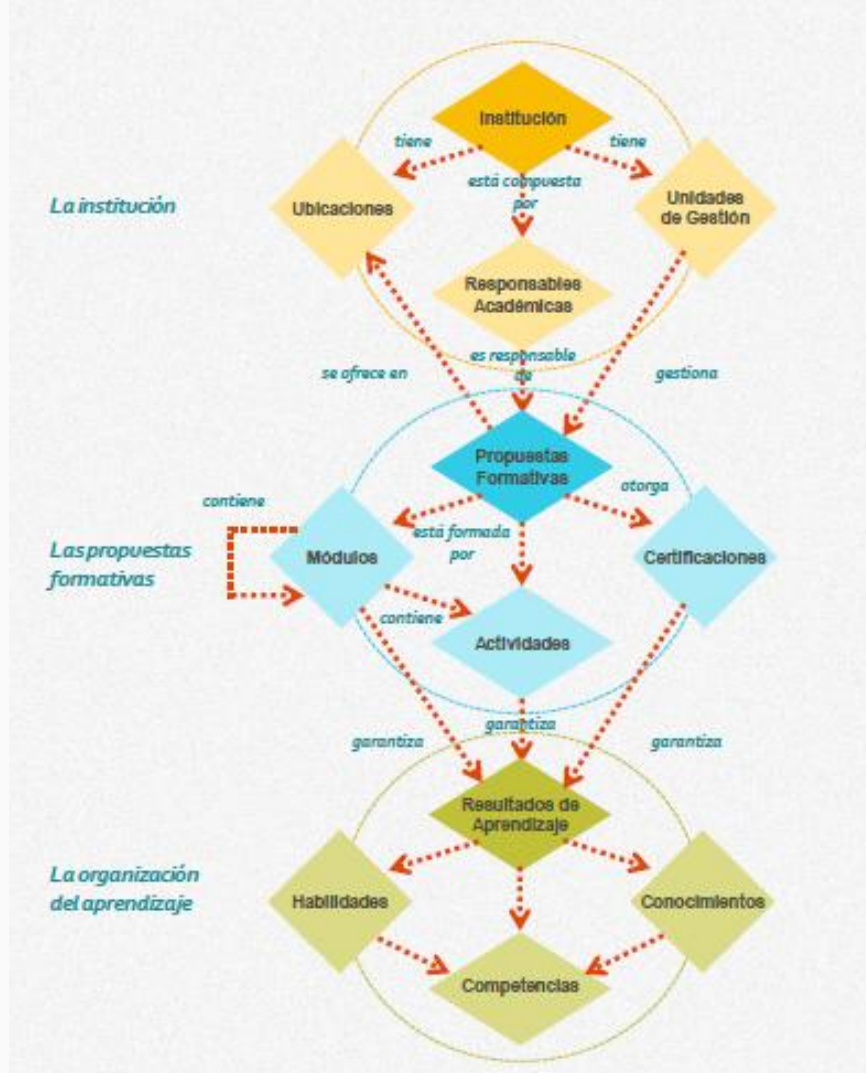 Institución
tiene
tiene
está compuesta
por
La institución
Ubicaciones
Unidades
de Gestión
Responsables
Académicas
es responsable
de
se ofrece en
gestiona
Propuestas
Formativas
otorga
contiene
está formada
por
Las propuestas
formativas
Módulos
Certificaciones
contiene
Actividades
garantiza
garantiza
garantiza
Resultados de
Aprendizaje
La organización
del aprendizaje
Habilidades
Conocimientos
Competencias